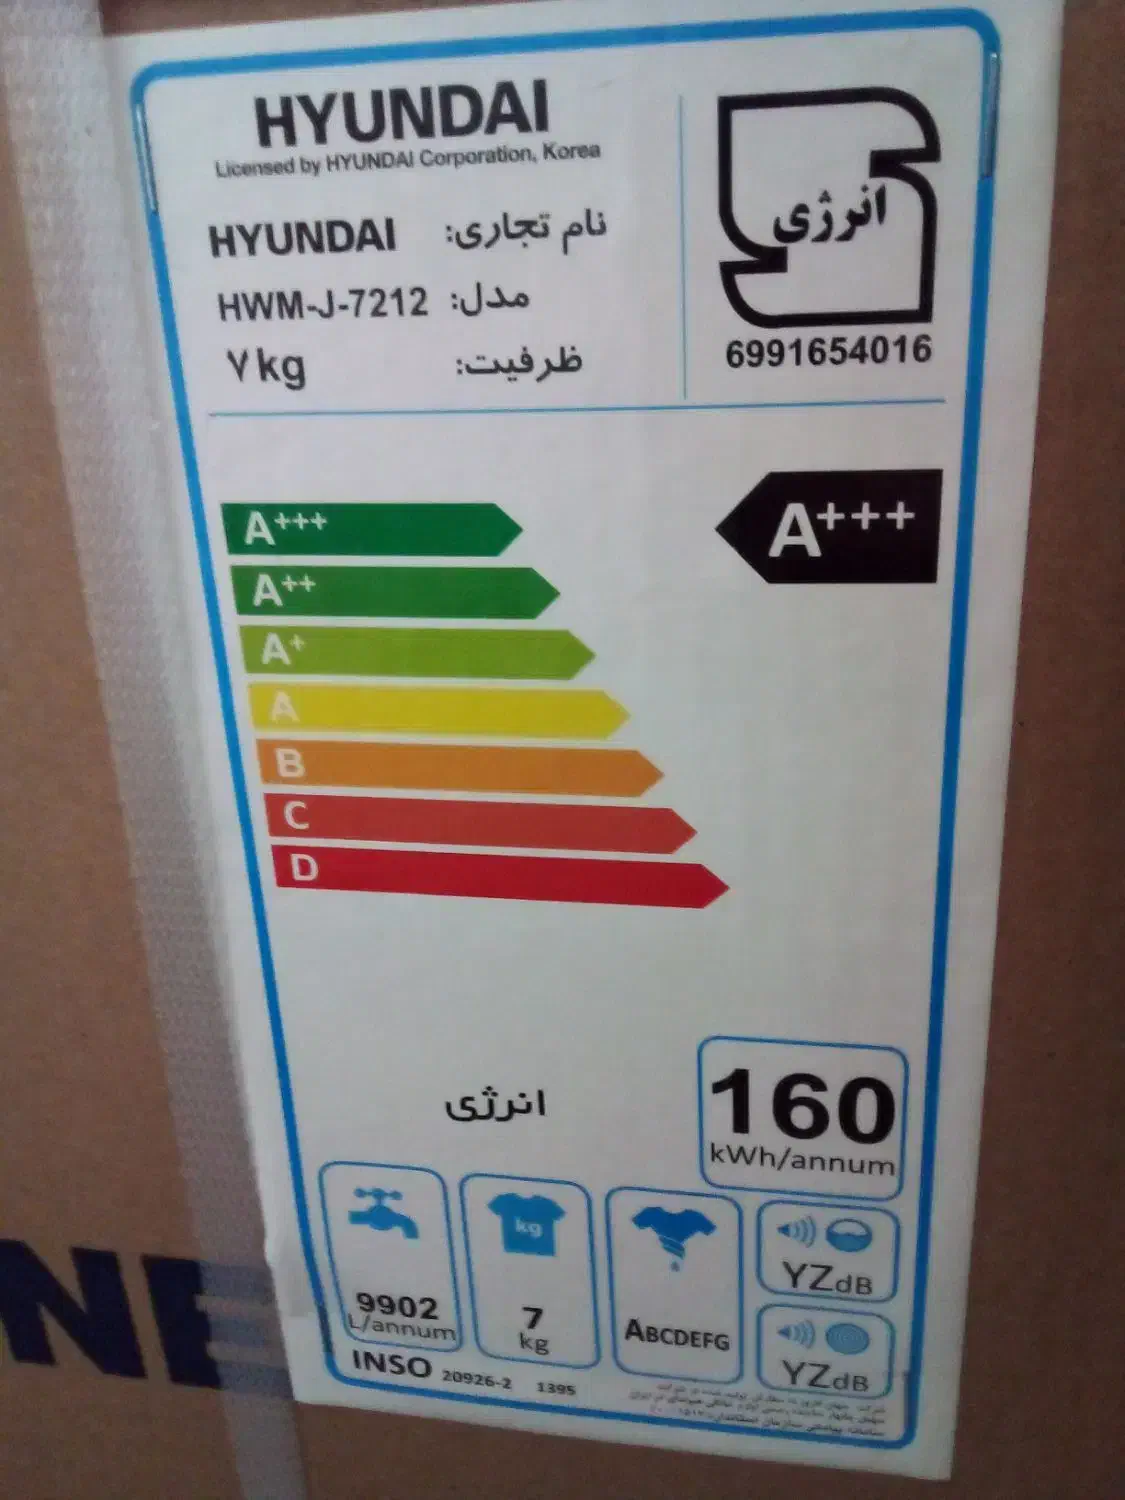 HYUNDAI
Licensed by HYUNDAI Corporation, Korea
نام تجاری: HYUNDAI
مدل: HWM-J-7212
ظرفیت: ۷kg
انرژی
6991654016
A+++
A+++
A++
A+
A
B
C
D
انرژی
160
kWh/annum
9902
L/annum
kg
7
kg
ABCDEFG
YZdB
YZdB
INSO 20926-2 1395
NE